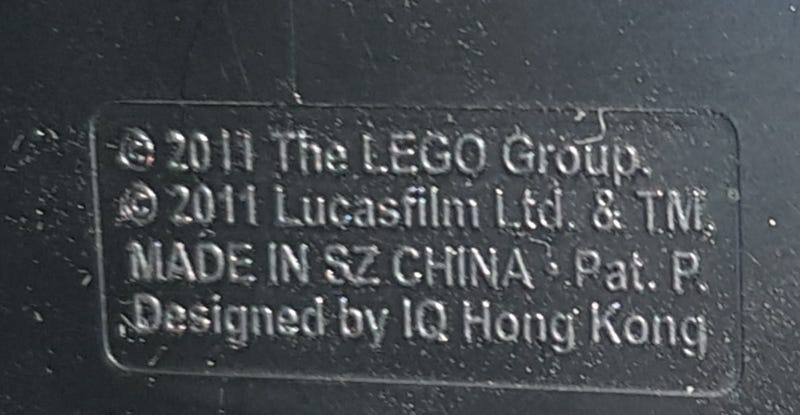 © 2011 The LEGO Group.
© 2011 Lucasfilm Ltd. & TM.
MADE IN SZ CHINA · Pat. P.
Designed by IQ Hong Kong